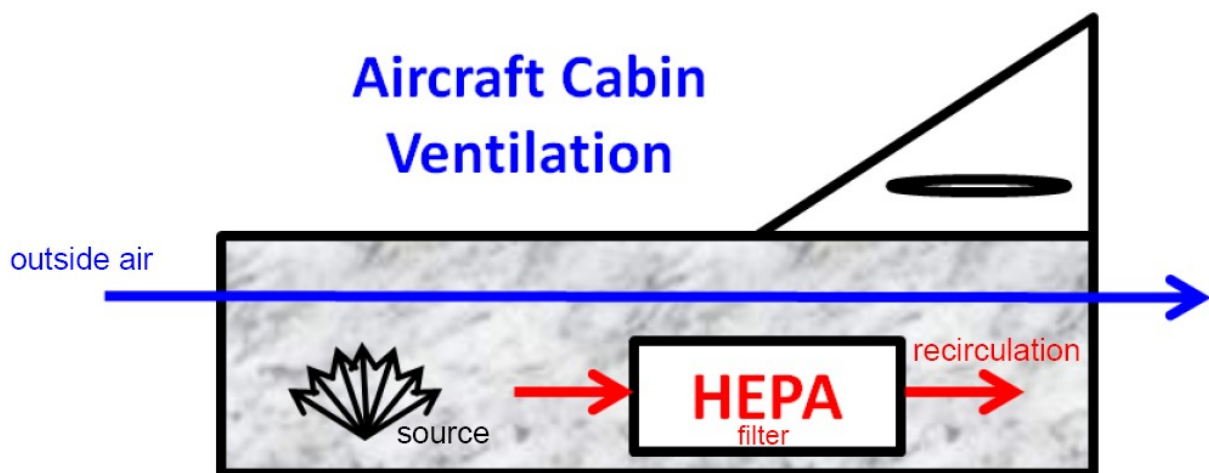 Aircraft Cabin
Ventilation
outside air
source
HEPA
filter
recirculation